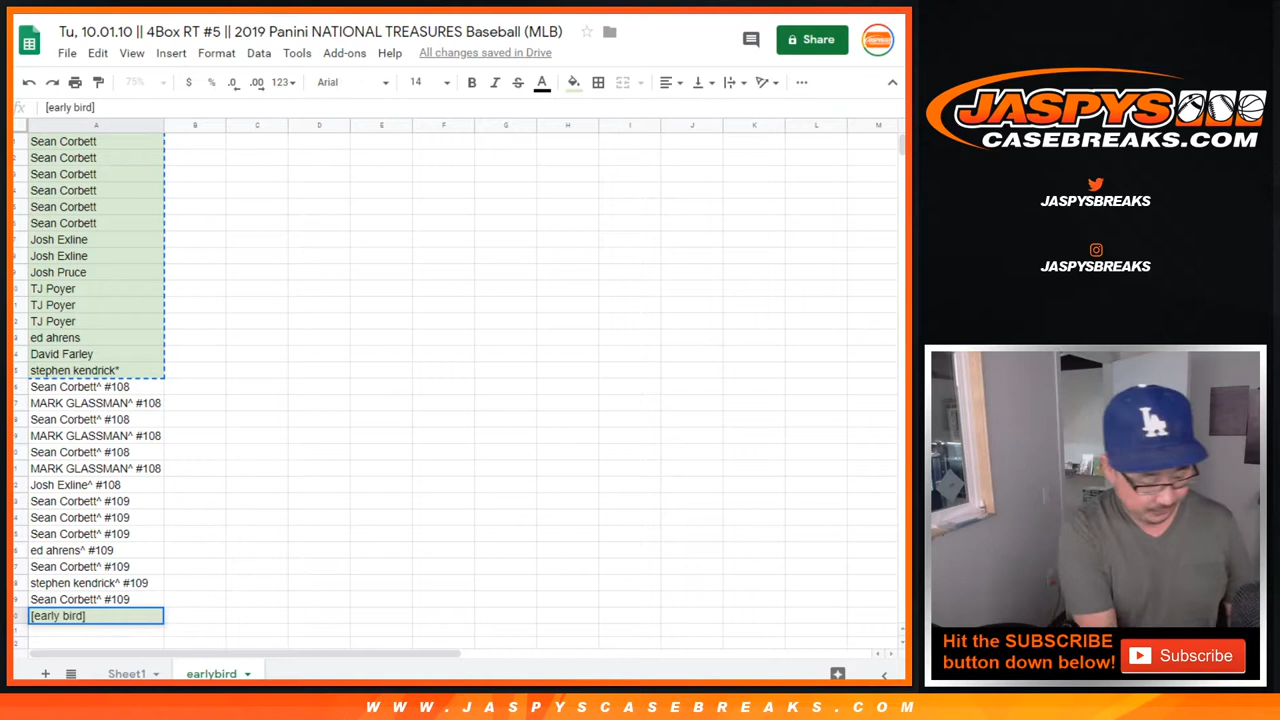 Tu, 10.01.10 || 4Box RT #5 || 2019 Panini NATIONAL TREASURES Baseball (MLB)
File Edit View Insert Format Data Tools Add-ons Help All changes saved in Drive
Share
75% $ % .0 .00 123 Arial 14 B I S A
fx [early bird]
A B C D E F G H I J K L M
Sean Corbett
Sean Corbett
Sean Corbett
Sean Corbett
Sean Corbett
Sean Corbett
Josh Exline
Josh Exline
Josh Pruce
TJ Poyer
TJ Poyer
TJ Poyer
ed ahrens
David Farley
stephen kendrick*
Sean Corbett^ #108
MARK GLASSMAN^ #108
Sean Corbett^ #108
MARK GLASSMAN^ #108
Sean Corbett^ #108
MARK GLASSMAN^ #108
Josh Exline^ #108
Sean Corbett^ #109
Sean Corbett^ #109
Sean Corbett^ #109
ed ahrens^ #109
Sean Corbett^ #109
stephen kendrick^ #109
Sean Corbett^ #109
[early bird]
Sheet1 earlybird
JASPYS
CASEBREAKS.COM
JASPYSBREAKS
JASPYSBREAKS
LA
Hit the SUBSCRIBE
button down below!
Subscribe
WWW.JASPYSCASEBREAKS.COM